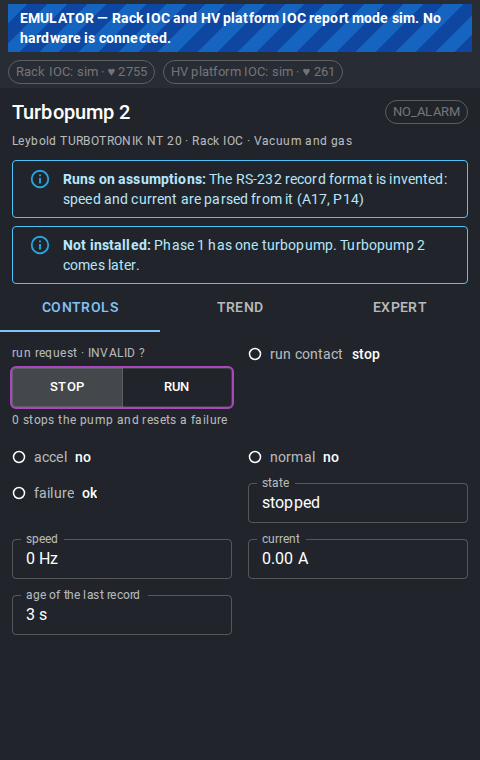 EMULATOR — Rack IOC and HV platform IOC report mode sim. No
hardware is connected.
Rack IOC: sim · ♥ 2755
HV platform IOC: sim · ♥ 261
Turbopump 2
NO_ALARM
Leybold TURBOTRONIK NT 20 · Rack IOC · Vacuum and gas
Runs on assumptions: The RS-232 record format is invented:
speed and current are parsed from it (A17, P14)
Not installed: Phase 1 has one turbopump. Turbopump 2
comes later.
CONTROLS
TREND
EXPERT
run request · INVALID ?
run contact stop
STOP
RUN
0 stops the pump and resets a failure
accel no
normal no
failure ok
state
stopped
speed
0 Hz
current
0.00 A
age of the last record
3 s